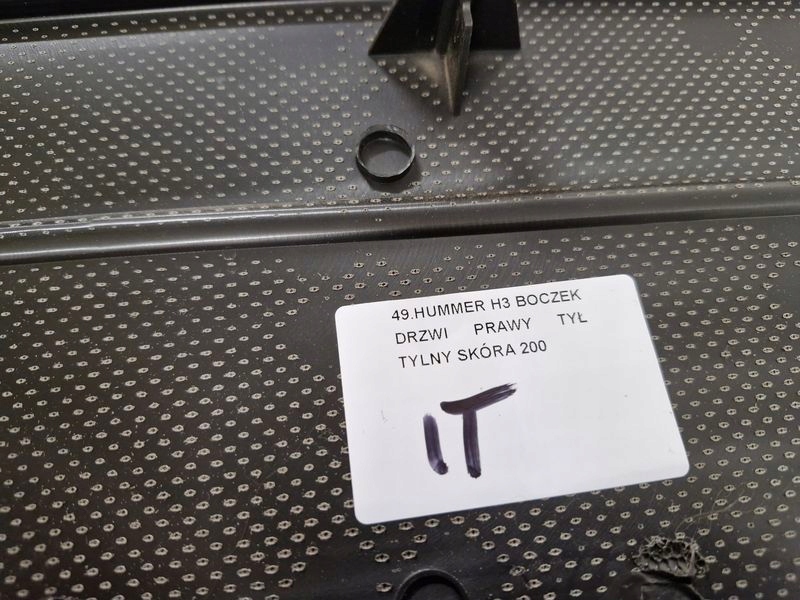 49.HUMMER H3 BOCZEK
DRZWI PRAWY TYŁ
TYLNY SKÓRA 200
IT